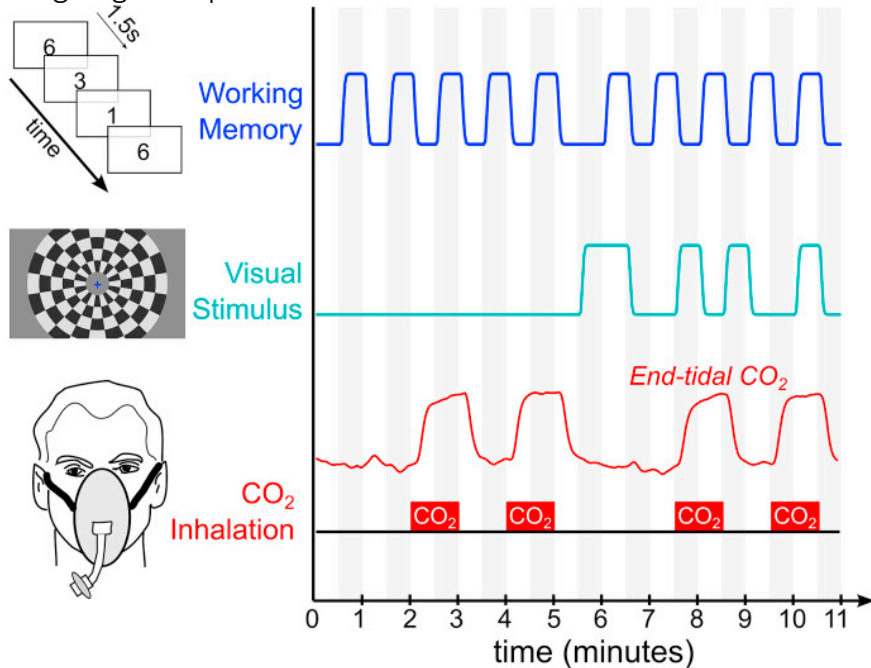 1.5s
6
3
1
6
time
Working
Memory
Visual
Stimulus
End-tidal CO₂
CO₂
Inhalation
CO₂
CO₂
CO₂
CO₂
0 1 2 3 4 5 6 7 8 9 10 11
time (minutes)